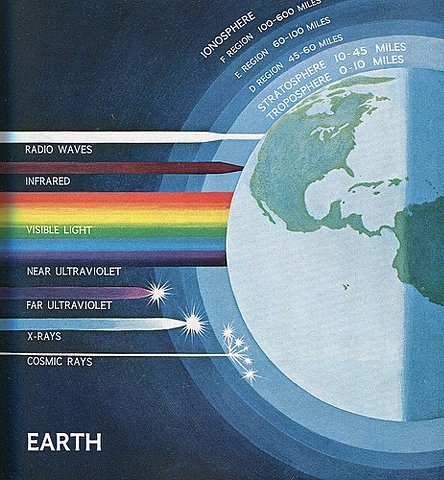 IONOSPHERE
F REGION 100-600 MILES
E REGION 60-100 MILES
D REGION 45-60 MILES
STRATOSPHERE 10-45 MILES
TROPOSPHERE 0-10 MILES
RADIO WAVES
INFRARED
VISIBLE LIGHT
NEAR ULTRAVIOLET
FAR ULTRAVIOLET
X-RAYS
COSMIC RAYS
EARTH